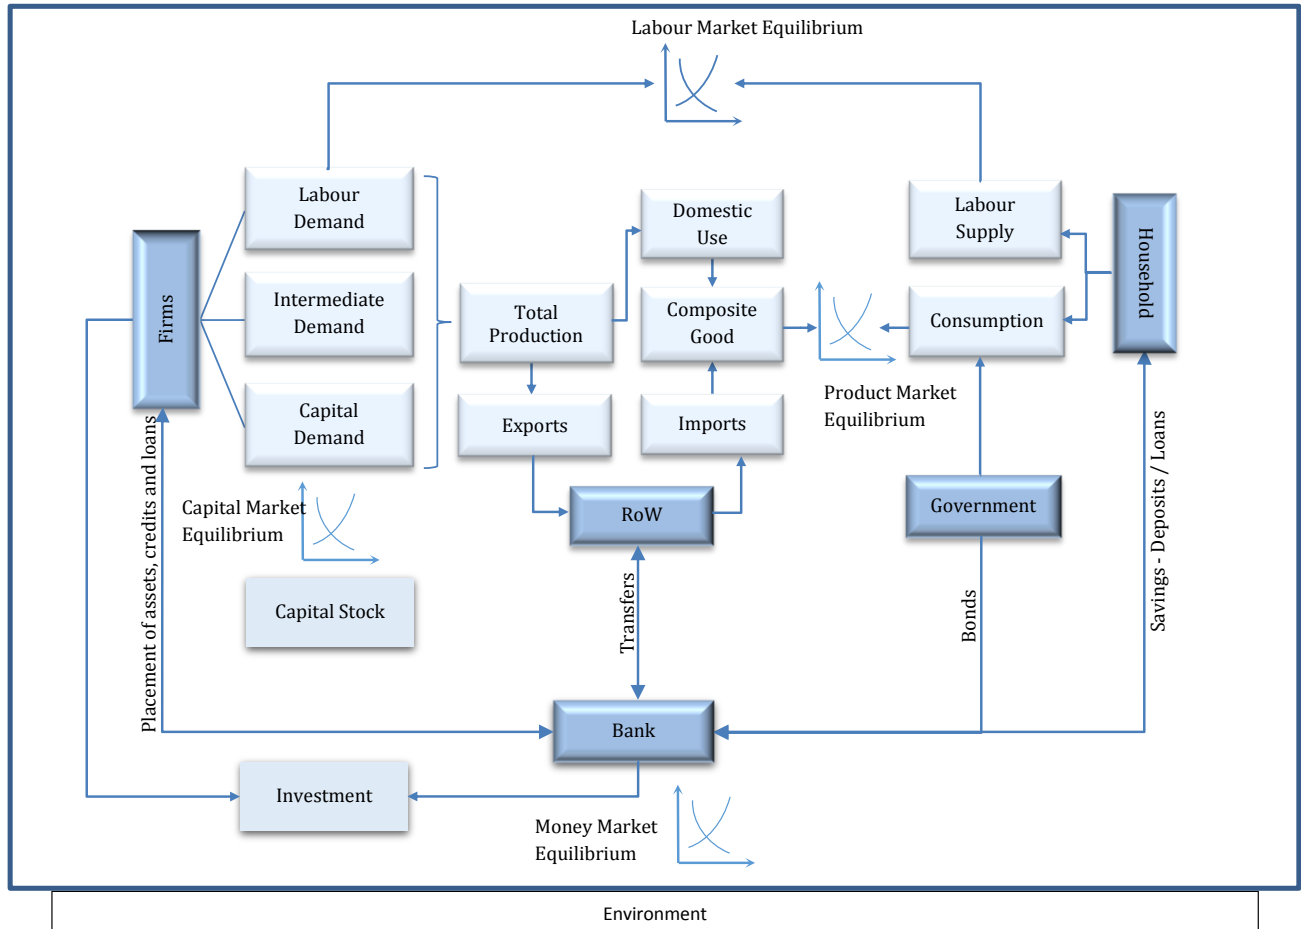 Labour Market Equilibrium
Labour
Demand
Domestic
Use
Labour
Supply
Household
Firms
Intermediate
Demand
Total
Production
Composite
Good
Consumption
Product Market
Equilibrium
Capital
Demand
Exports
Imports
Placement of assets, credits and loans
Capital Market
Equilibrium
RoW
Government
Savings - Deposits / Loans
Capital Stock
Transfers
Bonds
Bank
Investment
Money Market
Equilibrium
Environment